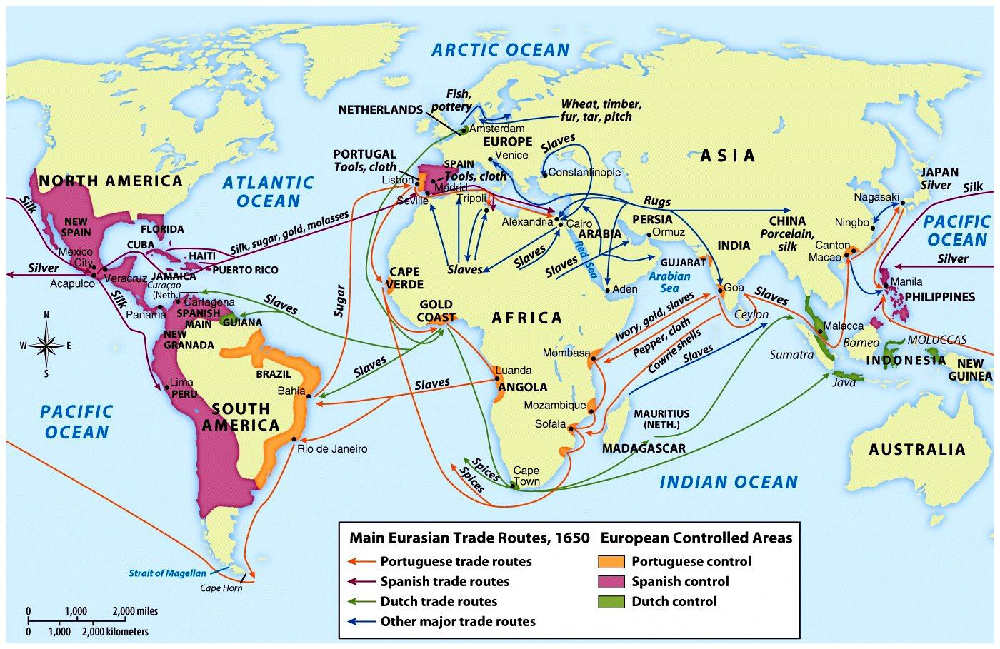 ARCTIC OCEAN
Fish,
pottery
Wheat, timber,
fur, tar, pitch
NETHERLANDS
Amsterdam
EUROPE
Slaves
Venice
ASIA
PORTUGAL
Tools, cloth
SPAIN
Tools, cloth
Constantinople
NORTH AMERICA
ATLANTIC
OCEAN
Lisbon
Madrid
Seville
Tripoli
JAPAN
Silver
Silk
Silk
Nagasaki
Rugs
NEW
SPAIN
FLORIDA
Silk, sugar, gold, molasses
Alexandria
Cairo
ARABIA
PERSIA
Ormuz
CHINA
Porcelain,
silk
Ningbo
PACIFIC
OCEAN
CUBA
HAITI
Mexico
City
Red Sea
INDIA
Canton
Macao
Silver
Silver
PUERTO RICO
Slaves
Slaves
Slaves
GUJARAT
Arabian
Sea
Acapulco
Veracruz
JAMAICA
Curaçao
(Neth.)
CAPE
VERDE
Aden
Goa
Slaves
Manila
PHILIPPINES
Silk
Panama
Cartagena
SPANISH
MAIN
GUIANA
Slaves
Sugar
GOLD
COAST
AFRICA
Ivory, gold, slaves
Ceylon
Malacca
NEW
GRANADA
N
W
E
S
Pepper, cloth
Cowrie shells
Slaves
Sumatra
Borneo
MOLUCCAS
INDONESIA
NEW
GUINEA
Mombasa
BRAZIL
Slaves
Luanda
ANGOLA
Bahia
Slaves
Lima
PERU
Java
PACIFIC
OCEAN
SOUTH
AMERICA
Mozambique
Sofala
MAURITIUS
(NETH.)
MADAGASCAR
Rio de Janeiro
AUSTRALIA
Spices
Spices
Cape
Town
INDIAN OCEAN
Strait of Magellan
Cape Horn
0 1,000 2,000 miles
0 1,000 2,000 kilometers
Main Eurasian Trade Routes, 1650
Portuguese trade routes
Spanish trade routes
Dutch trade routes
Other major trade routes
European Controlled Areas
Portuguese control
Spanish control
Dutch control